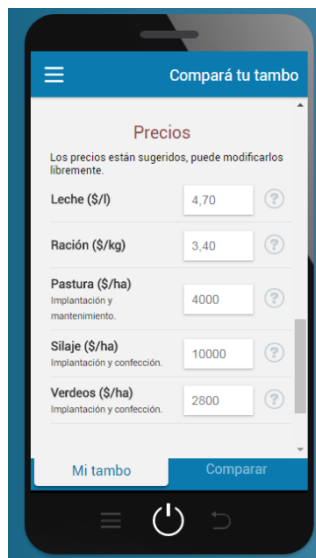 Compará tu tambo
Precios
Los precios están sugeridos, puede modificarlos
libremente.
Leche ($/l)
4,70
?
Ración ($/kg)
3,40
?
Pastura ($/ha)
Implantación y
mantenimiento.
4000
?
Silaje ($/ha)
Implantación y confección.
10000
?
Verdeos ($/ha)
Implantación y confección.
2800
?
Mi tambo
Comparar